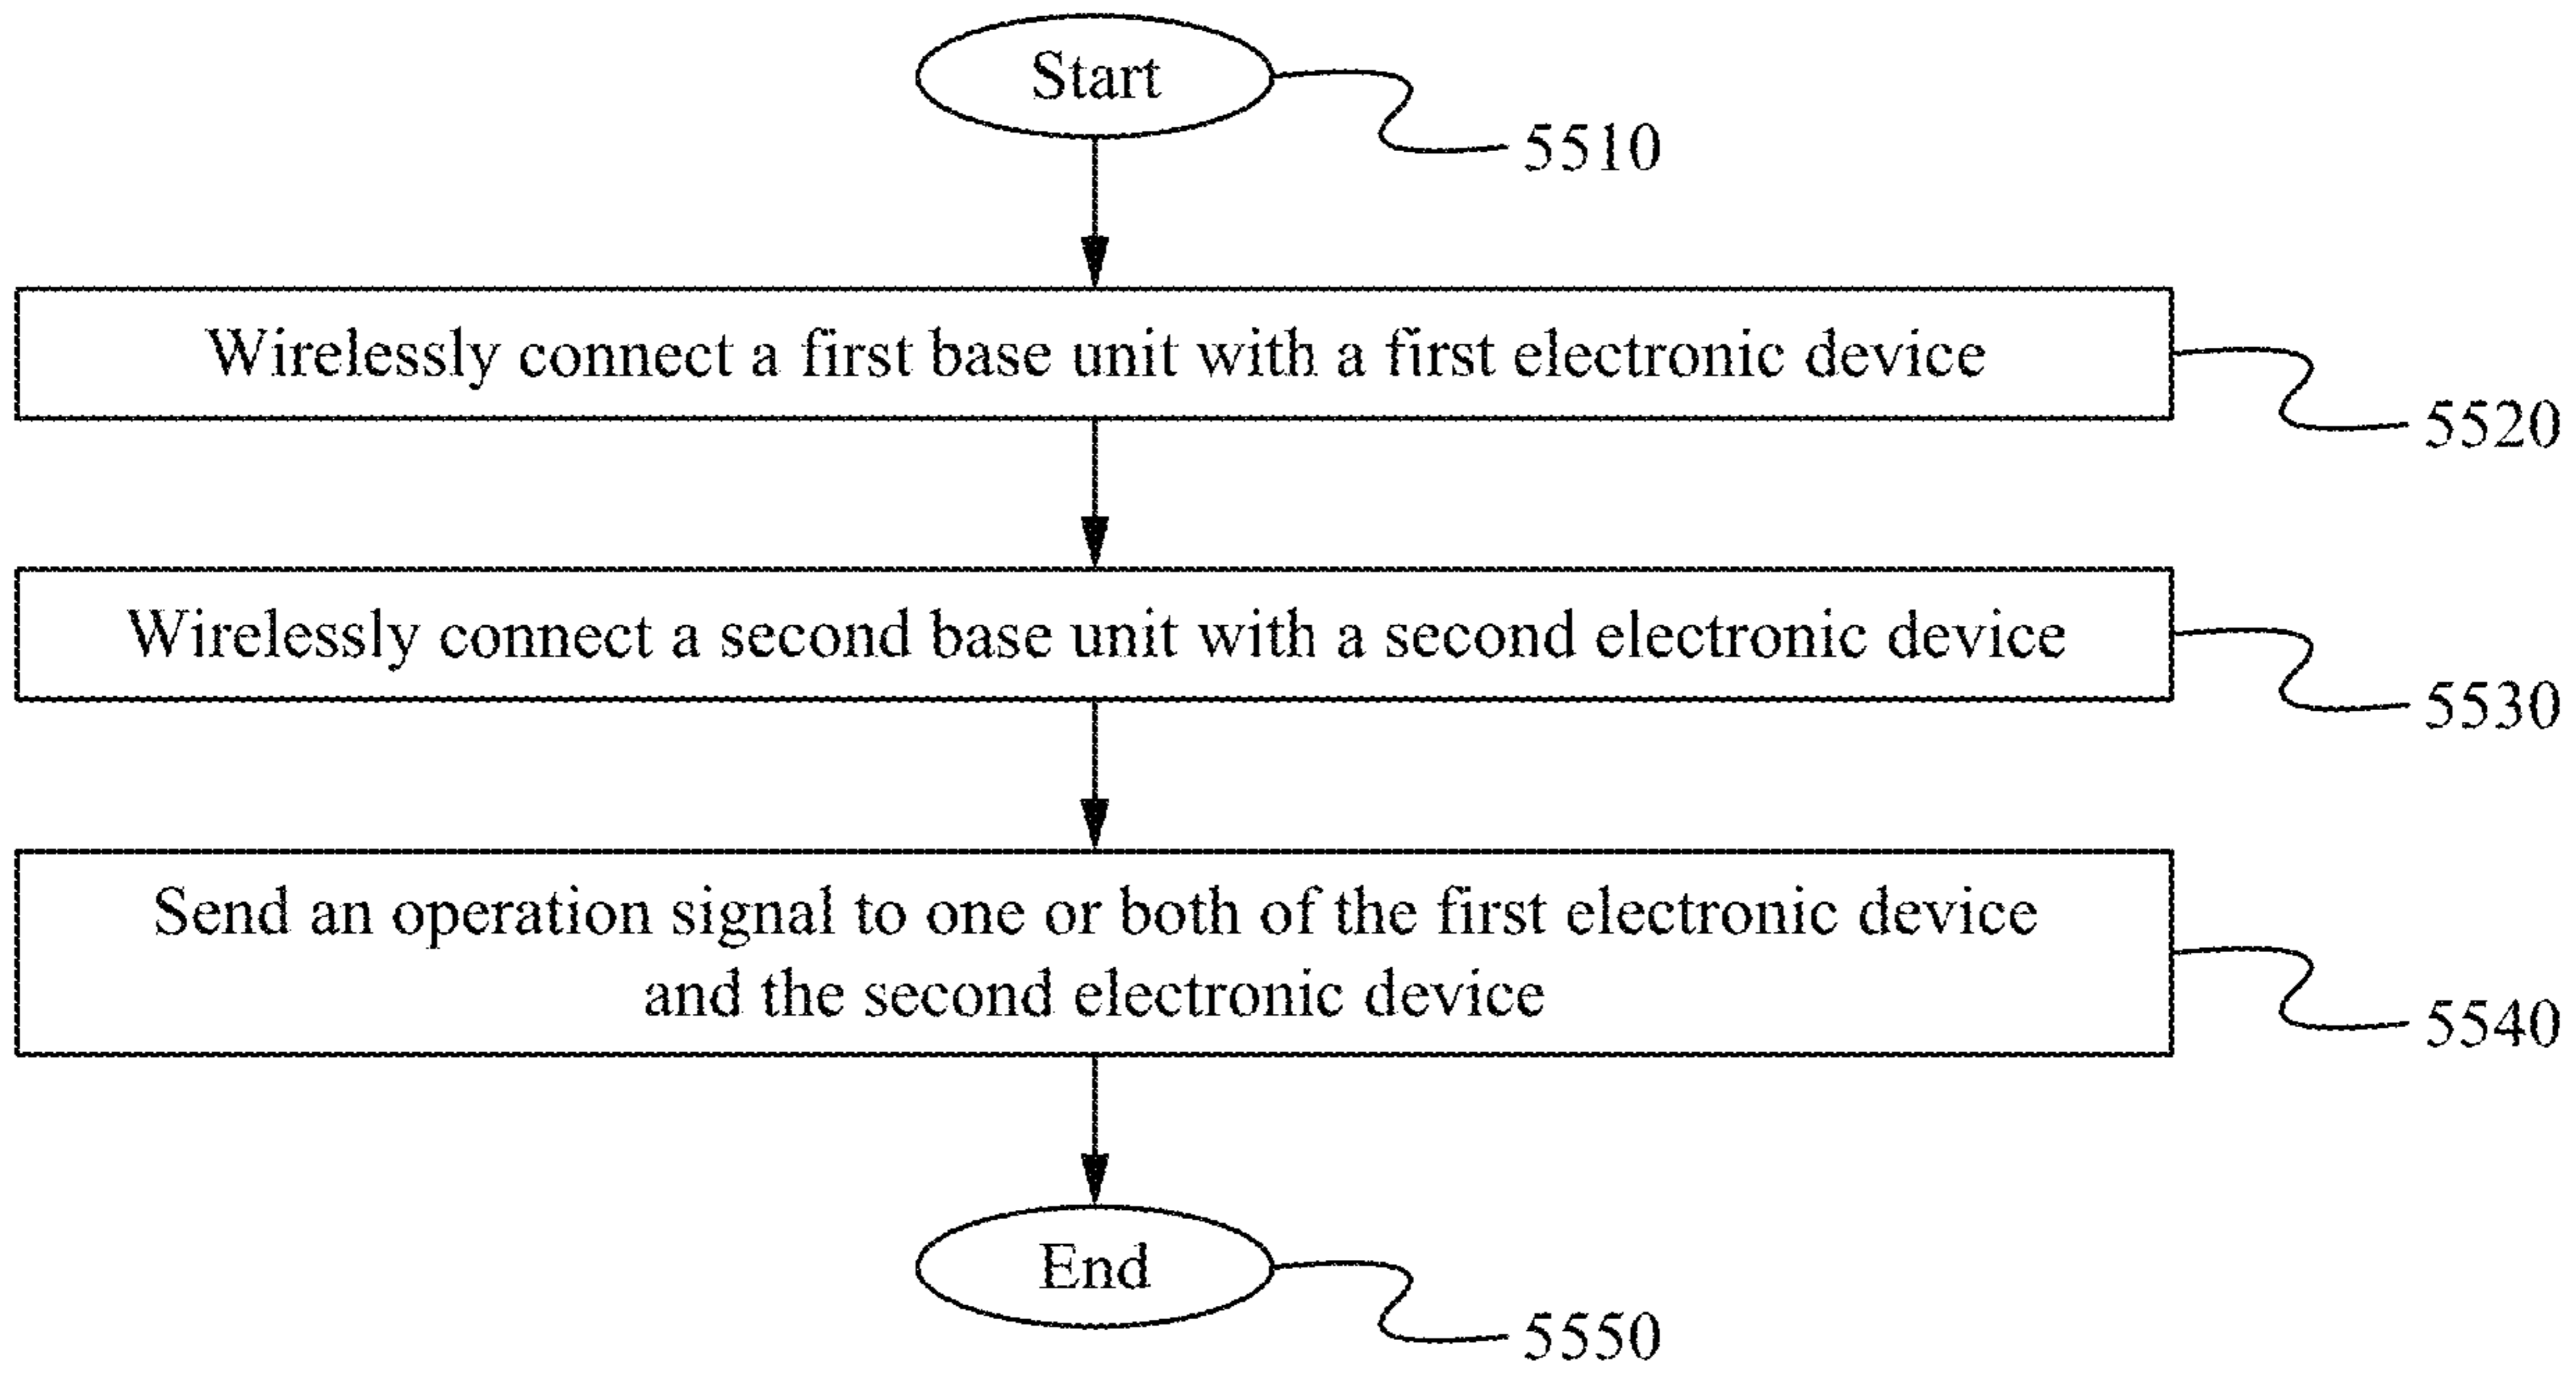 Start
5510
Wirelessly connect a first base unit with a first electronic device
5520
Wirelessly connect a second base unit with a second electronic device
5530
Send an operation signal to one or both of the first electronic device
and the second electronic device
5540
End
5550